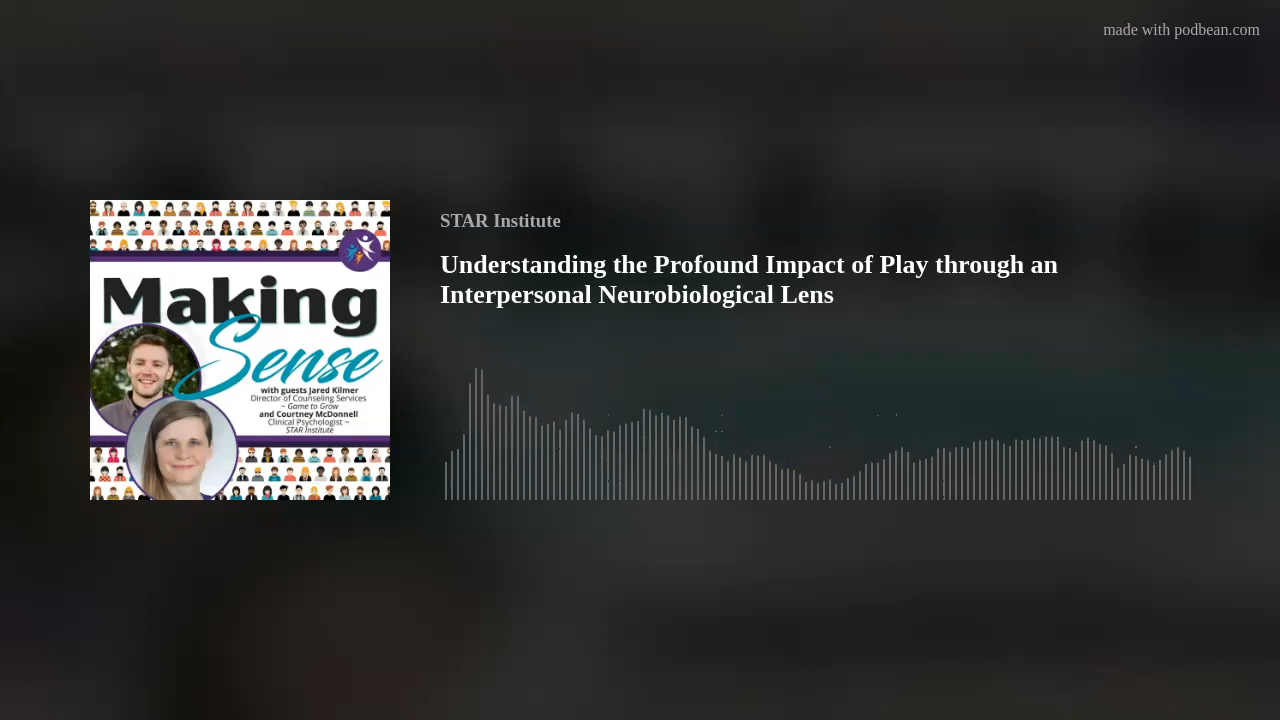 made with podbean.com
STAR Institute
Understanding the Profound Impact of Play through an
Interpersonal Neurobiological Lens
Making
Sense
with guests Jared Kilmer
Director of Counseling Services
~ Game to Grow
and Courtney McDonnell
Clinical Psychologist ~
STAR Institute